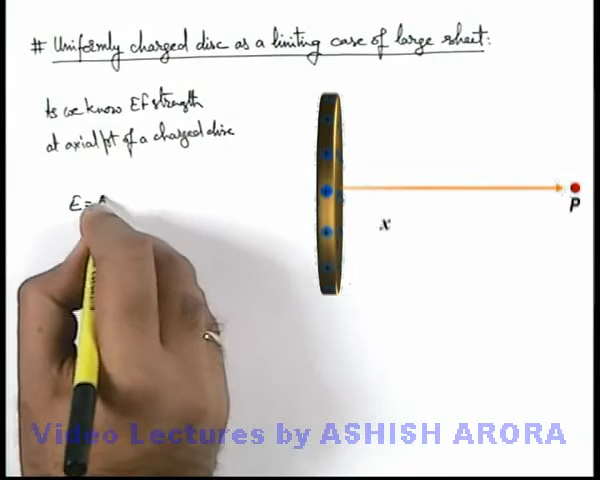 # Uniformly charged disc as a limiting case of large sheet:
As we know EF strength
at axial pt of a charged disc
E=
x
P
Video Lectures by ASHISH ARORA